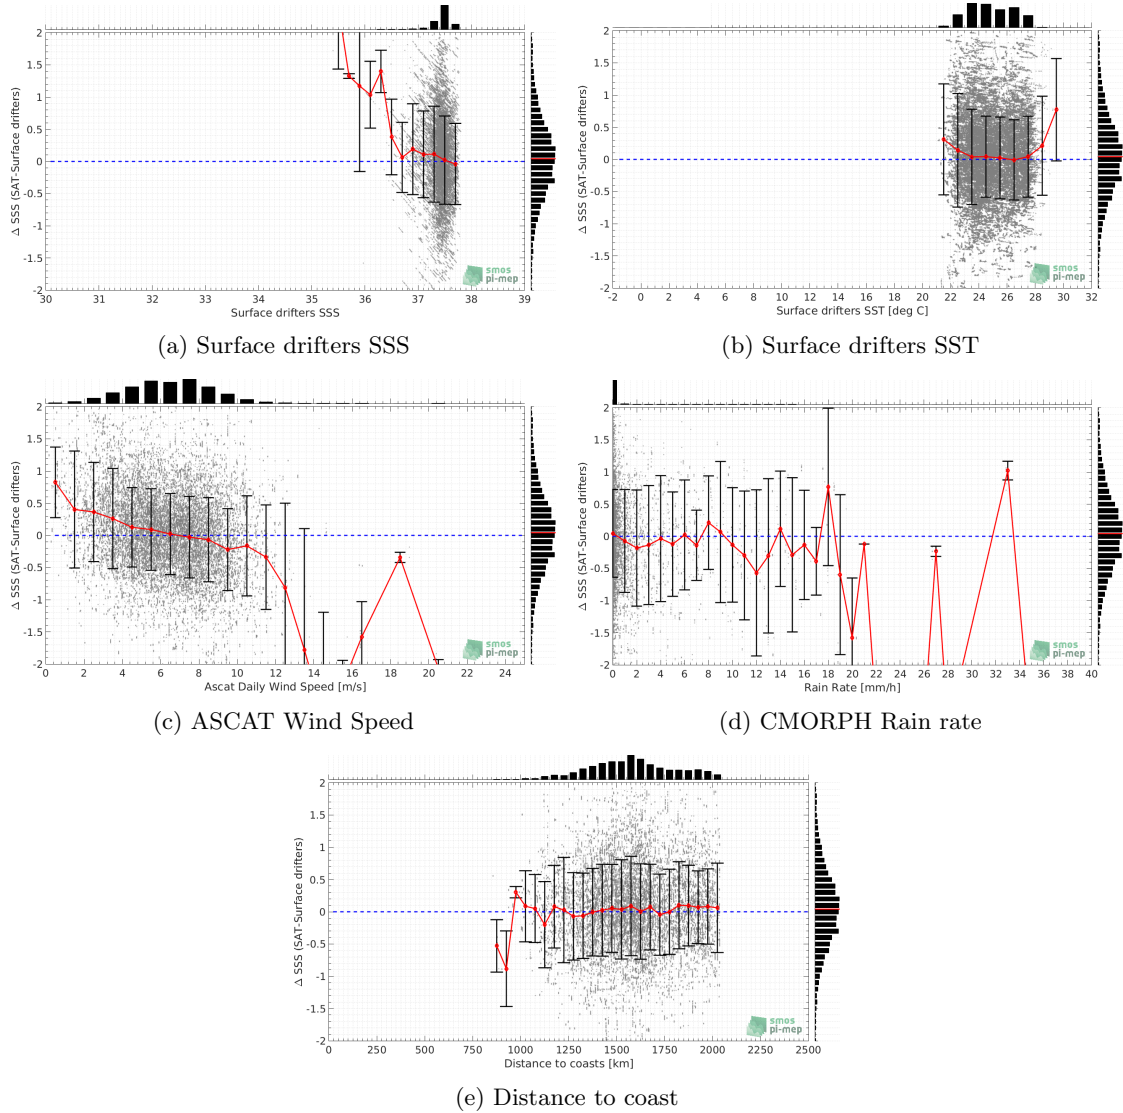 2
1.5
1
0.5
0
-0.5
-1
-1.5
-2
Δ SSS (SAT-Surface drifters)
30 31 32 33 34 35 36 37 38 39
Surface drifters SSS
smos
pi-mep
(a) Surface drifters SSS
2
1.5
1
0.5
0
-0.5
-1
-1.5
-2
Δ SSS (SAT-Surface drifters)
-2 0 2 4 6 8 10 12 14 16 18 20 22 24 26 28 30 32
Surface drifters SST [deg C]
smos
pi-mep
(b) Surface drifters SST
2
1.5
1
0.5
0
-0.5
-1
-1.5
-2
Δ SSS (SAT-Surface drifters)
0 2 4 6 8 10 12 14 16 18 20 22 24
Ascat Daily Wind Speed [m/s]
smos
pi-mep
(c) ASCAT Wind Speed
2
1.5
1
0.5
0
-0.5
-1
-1.5
-2
Δ SSS (SAT-Surface drifters)
0 2 4 6 8 10 12 14 16 18 20 22 24 26 28 30 32 34 36 38 40
Rain Rate [mm/h]
smos
pi-mep
(d) CMORPH Rain rate
2
1.5
1
0.5
0
-0.5
-1
-1.5
-2
Δ SSS (SAT-Surface drifters)
0 250 500 750 1000 1250 1500 1750 2000 2250 2500
Distance to coasts [km]
smos
pi-mep
(e) Distance to coast